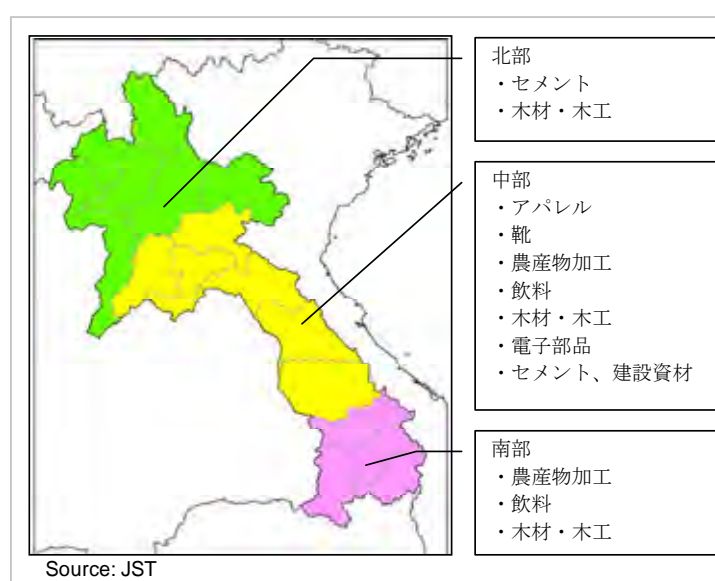 北部
・セメント
・木材・木工
中部
・アパレル
・靴
・農産物加工
・飲料
・木材・木工
・電子部品
・セメント、建設資材
南部
・農産物加工
・飲料
・木材・木工
Source: JST